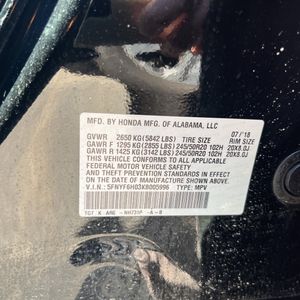 MFD. BY HONDA MFG. OF ALABAMA, LLC
07/'18
GVWR 2650 KG(5842 LBS) TIRE SIZE RIM SIZE
GAWR F 1295 KG(2855 LBS)245/50R20 102H 20X8.0J
GAWR R 1425 KG(3142 LBS)245/50R20 102H 20X8.0J
THIS VEHICLE CONFORMS TO ALL APPLICABLE
FEDERAL MOTOR VEHICLE SAFETY
AND THEFT PREVENTION STANDARDS IN EFFECT
ON THE DATE OF MANUFACTURE SHOWN ABOVE.
V.I.N.: 5FNYF6H03KB005996 TYPE: MPV
NH731P -A-B